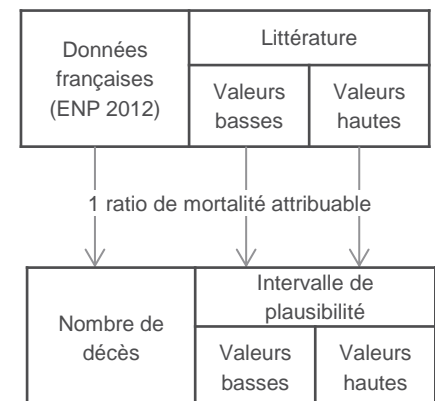 Données
françaises
(ENP 2012)
Littérature
Valeurs
basses
Valeurs
hautes
1 ratio de mortalité attribuable
Nombre de
décès
Intervalle de
plausibilité
Valeurs
basses
Valeurs
hautes